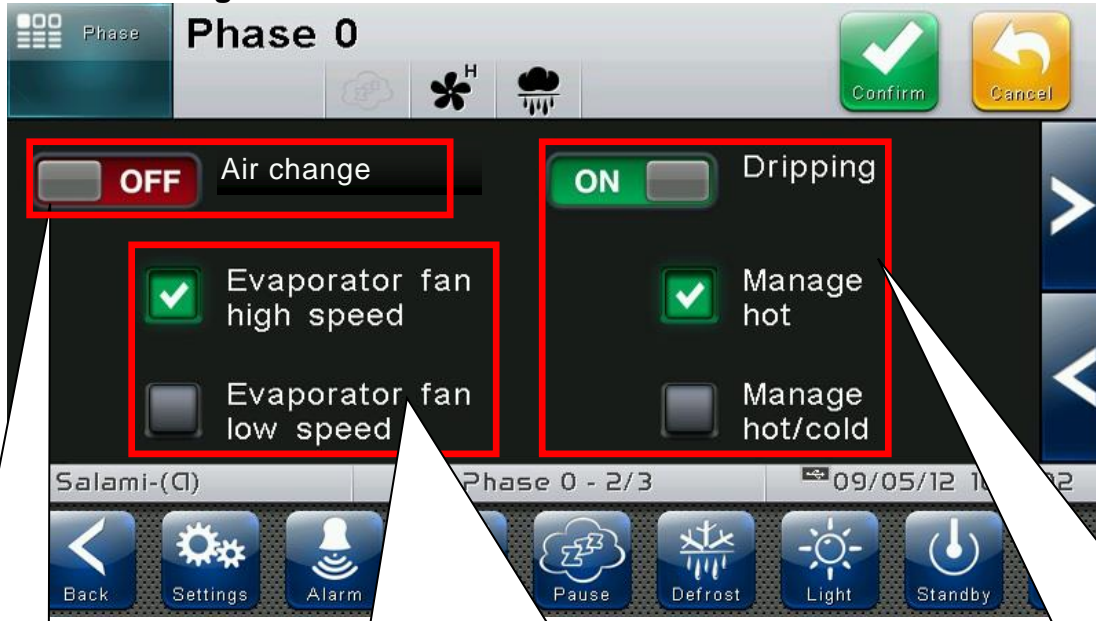 Phase
Phase 0
H
Confirm
Cancel
OFF
Air change
ON
Dripping
Evaporator fan
high speed
Manage
hot
Evaporator fan
low speed
Manage
hot/cold
Salami-(A)
Phase 0 - 2/3
09/05/12
Back
Settings
Alarm
Pause
Defrost
Light
Standby